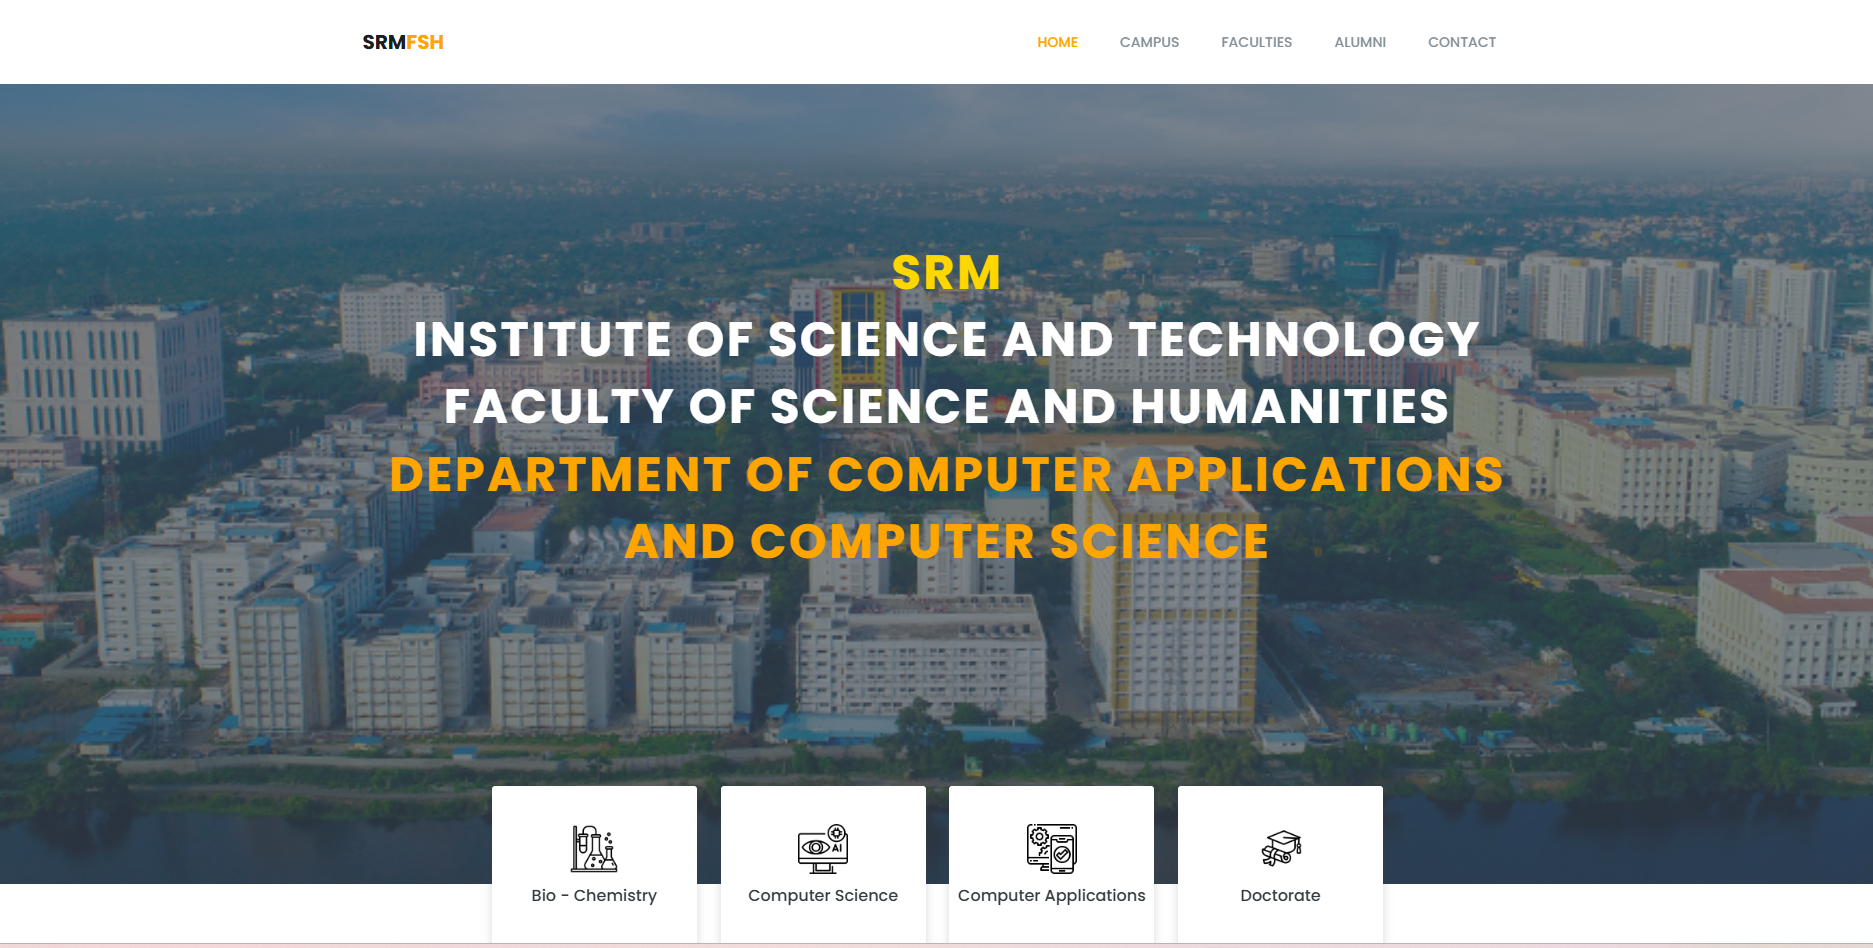 SRMFSH
HOME CAMPUS FACULTIES ALUMNI CONTACT
SRM
INSTITUTE OF SCIENCE AND TECHNOLOGY
FACULTY OF SCIENCE AND HUMANITIES
DEPARTMENT OF COMPUTER APPLICATIONS
AND COMPUTER SCIENCE
AI
Bio - Chemistry
Computer Science
Computer Applications
Doctorate